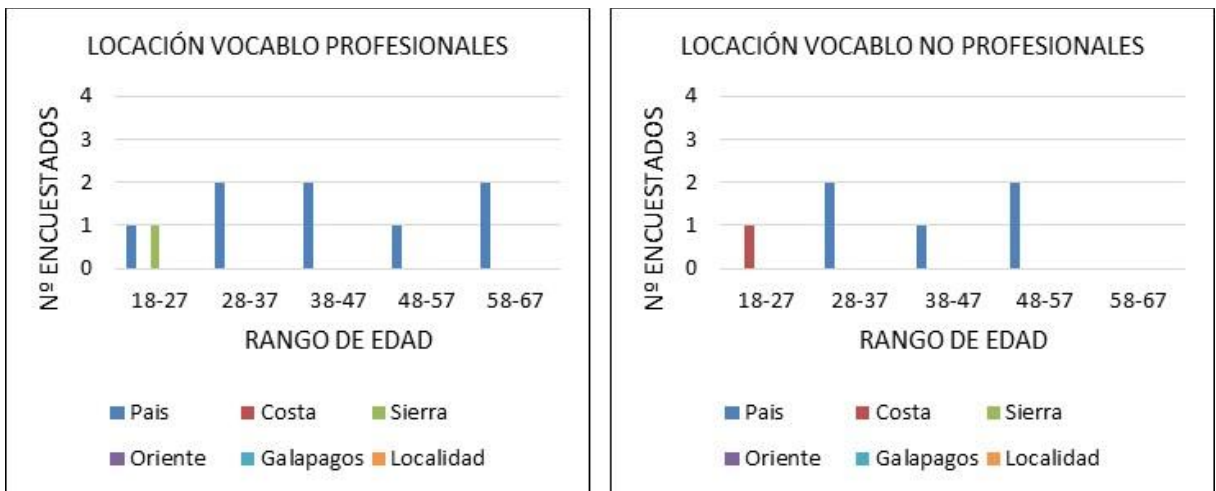 LOCACIÓN VOCABLO PROFESIONALES
Nº ENCUESTADOS
4
3
2
1
0
18-27 28-37 38-47 48-57 58-67
RANGO DE EDAD
Pais Costa Sierra
Oriente Galapagos Localidad
LOCACIÓN VOCABLO NO PROFESIONALES
Nº ENCUESTADOS
4
3
2
1
0
18-27 28-37 38-47 48-57 58-67
RANGO DE EDAD
Pais Costa Sierra
Oriente Galapagos Localidad